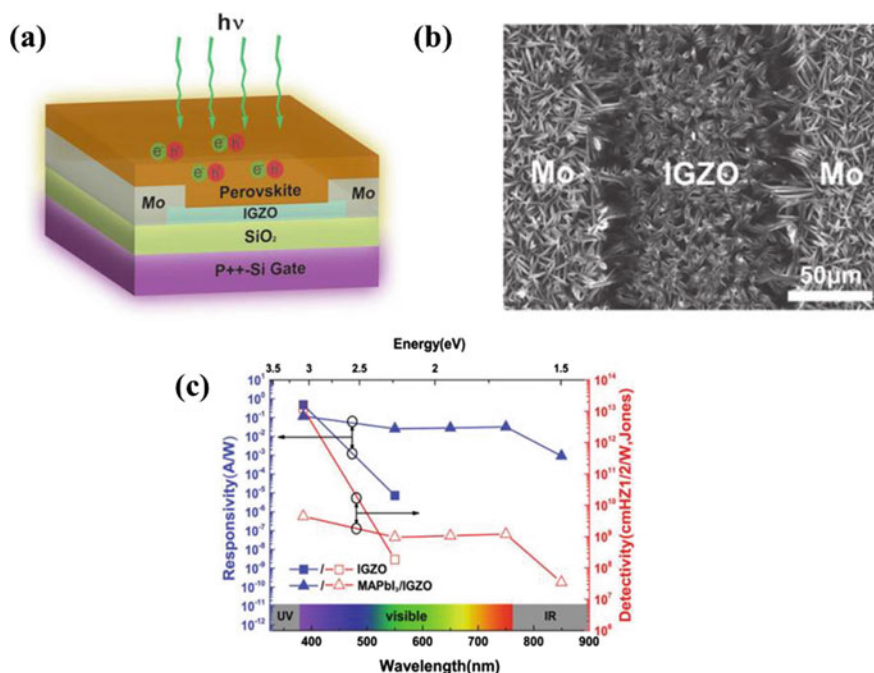 (a)
hν
e⁻ h⁺ e⁻ h⁺
e⁻ h⁺ e⁻ h⁺
Mo Perovskite Mo
IGZO
SiO₂
P++-Si Gate
(b)
Mo IGZO Mo
50μm
(c)
Energy(eV)
3.5 3 2.5 2 1.5
Responsivity(A/W)
10¹
10⁰
10⁻¹
10⁻²
10⁻³
10⁻⁴
10⁻⁵
10⁻⁶
10⁻⁷
10⁻⁸
10⁻⁹
10⁻¹⁰
10⁻¹¹
10⁻¹²
10¹⁴
10¹³
10¹²
10¹¹
10¹⁰
10⁹
10⁸
10⁷
10⁶
Detectivity(cmHZ1/2/W,Jones)
/ IGZO
/ MAPbI₃/IGZO
UV visible IR
400 500 600 700 800 900
Wavelength(nm)